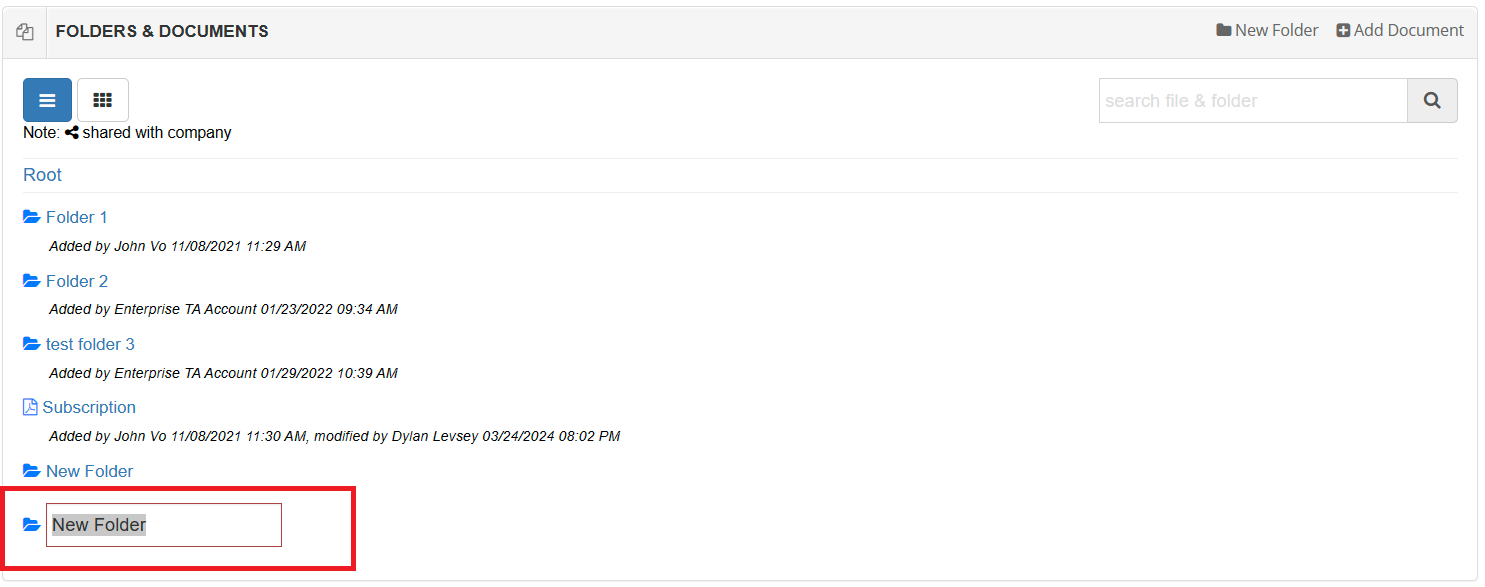 FOLDERS & DOCUMENTS
New Folder
Add Document
search file & folder
Note: shared with company
Root
Folder 1
Added by John Vo 11/08/2021 11:29 AM
Folder 2
Added by Enterprise TA Account 01/23/2022 09:34 AM
test folder 3
Added by Enterprise TA Account 01/29/2022 10:39 AM
Subscription
Added by John Vo 11/08/2021 11:30 AM, modified by Dylan Levsey 03/24/2024 08:02 PM
New Folder
New Folder